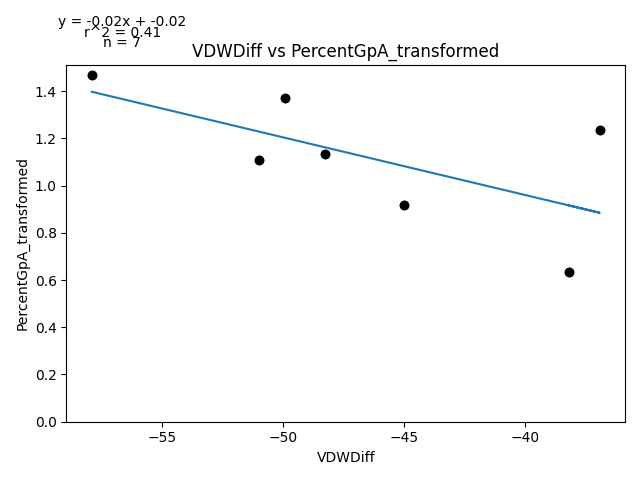 y = -0.02x + -0.02
r^2 = 0.41
n = 7
VDWDiff vs PercentGpA_transformed
PercentGpA_transformed
1.4
1.2
1.0
0.8
0.6
0.4
0.2
0.0
−55
−50
−45
−40
VDWDiff